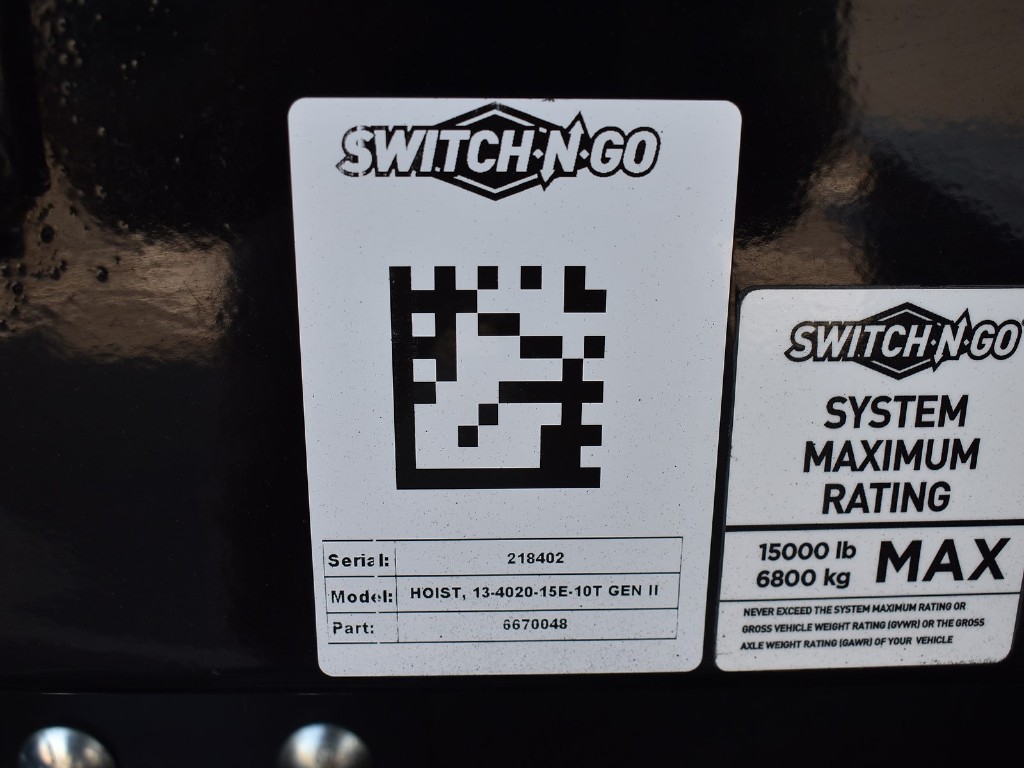 SWITCH·N·GO
Serial: 218402
Model: HOIST, 13-4020-15E-10T GEN II
Part: 6670048
SWITCH·N·GO
SYSTEM
MAXIMUM
RATING
15000 lb
6800 kg
MAX
NEVER EXCEED THE SYSTEM MAXIMUM RATING OR
GROSS VEHICLE WEIGHT RATING (GVWR) OR THE GROSS
AXLE WEIGHT RATING (GAWR) OF YOUR VEHICLE